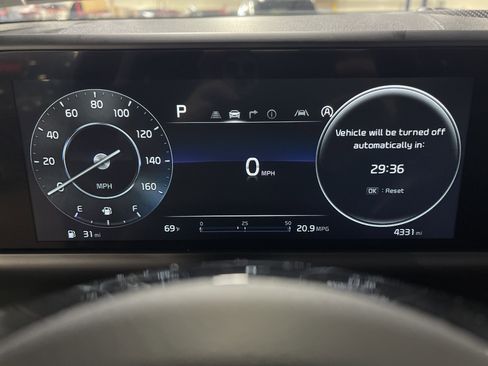 80 100
60 120
40 140
20 160
0
MPH
E F
31 mi
P
A
0 MPH
0 25 50
69°F 20.9 MPG
Vehicle will be turned off
automatically in:
29:36
OK : Reset
4331 mi